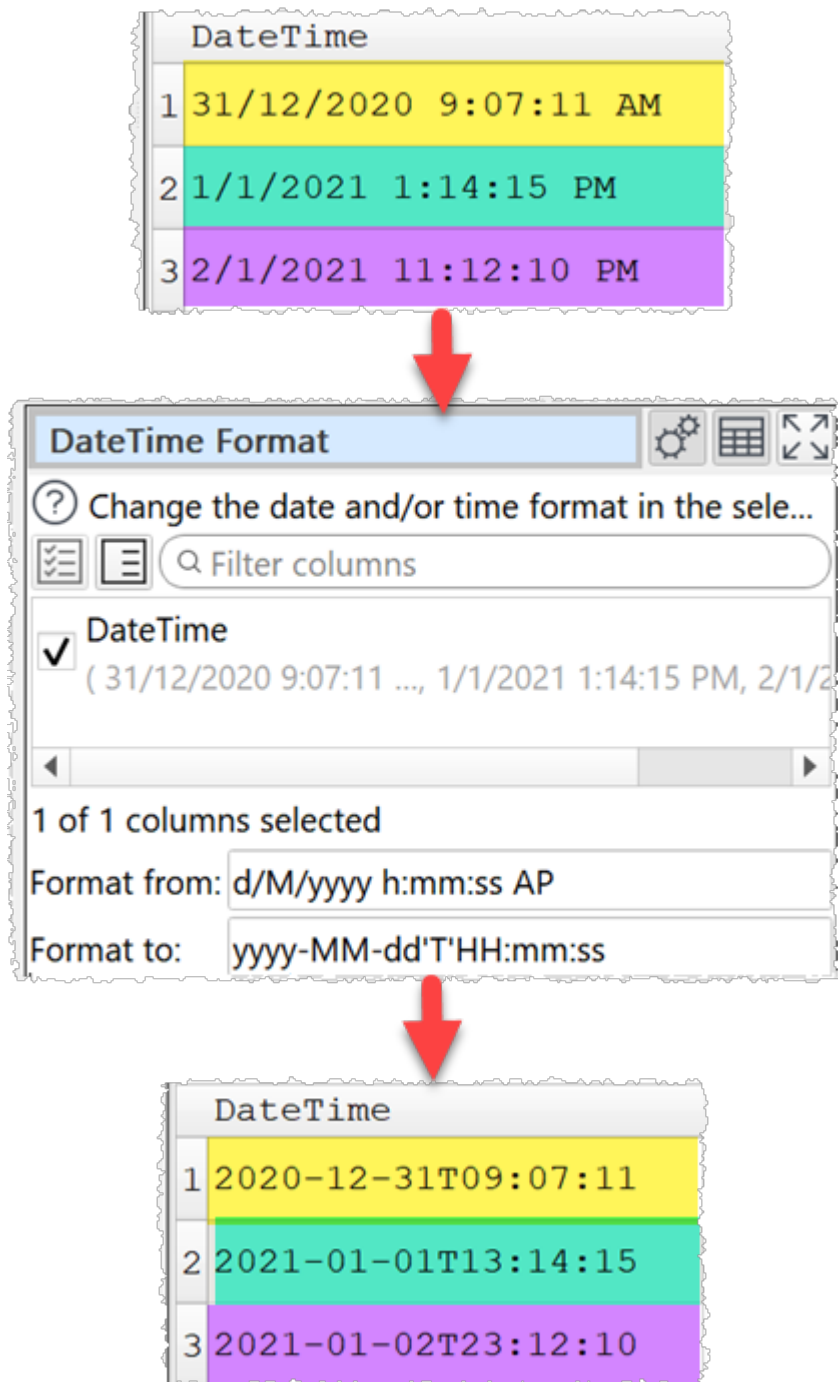 DateTime
1 31/12/2020 9:07:11 AM
2 1/1/2021 1:14:15 PM
3 2/1/2021 11:12:10 PM
DateTime Format
? Change the date and/or time format in the sele...
Filter columns
DateTime
( 31/12/2020 9:07:11 ..., 1/1/2021 1:14:15 PM, 2/1/2
1 of 1 columns selected
Format from: d/M/yyyy h:mm:ss AP
Format to: yyyy-MM-dd'T'HH:mm:ss
DateTime
1 2020-12-31T09:07:11
2 2021-01-01T13:14:15
3 2021-01-02T23:12:10